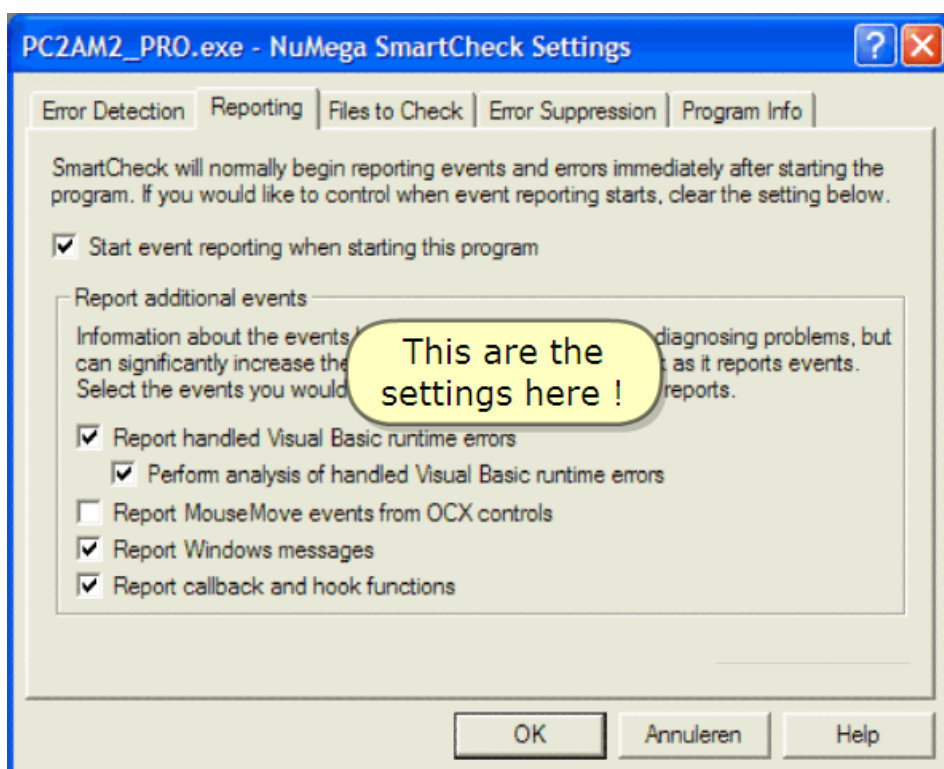 PC2AM2_PRO.exe - NuMega SmartCheck Settings
Error Detection Reporting Files to Check Error Suppression Program Info
SmartCheck will normally begin reporting events and errors immediately after starting the
program. If you would like to control when event reporting starts, clear the setting below.
Start event reporting when starting this program
Report additional events
Information about the events diagnosing problems, but
can significantly increase the as it reports events.
Select the events you would reports.
This are the
settings here !
Report handled Visual Basic runtime errors
Perform analysis of handled Visual Basic runtime errors
Report MouseMove events from OCX controls
Report Windows messages
Report callback and hook functions
OK Annuleren Help